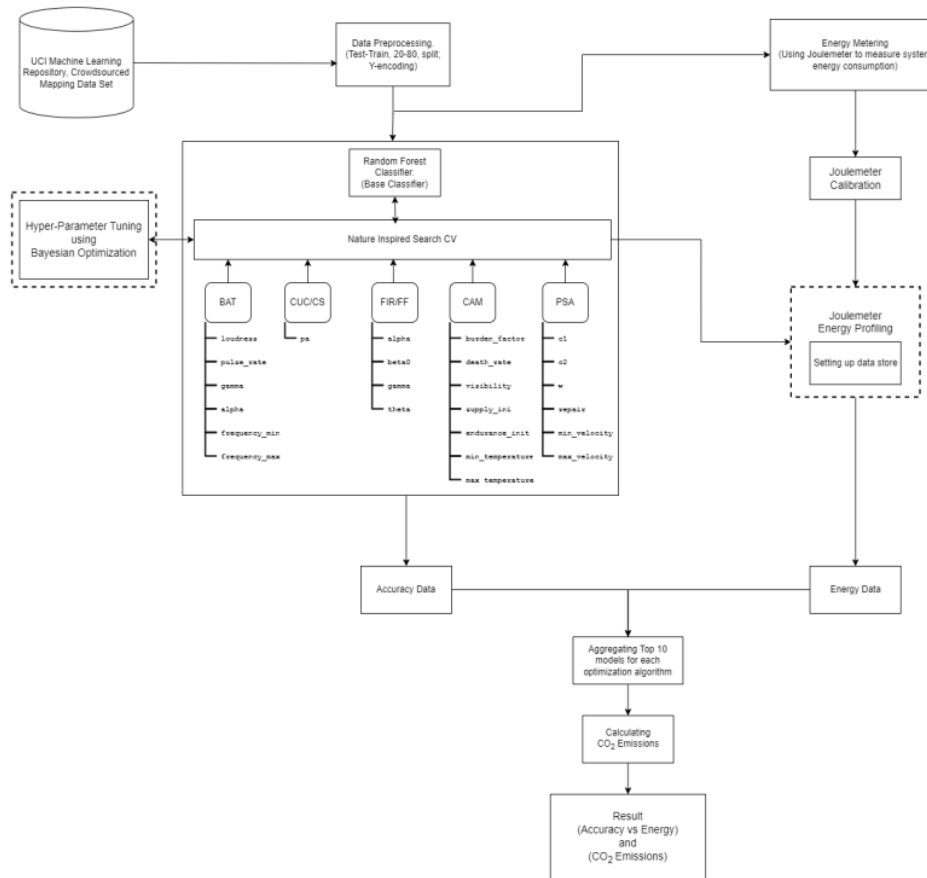 UCI Machine Learning
Repository, Crowdsourced
Mapping Data Set
Data Preprocessing.
(Test-Train, 20-80, split;
Y-encoding)
Energy Metering
(Using Joulemeter to measure system
energy consumption)
Random Forest
Classifier.
(Base Classifier)
Joulemeter
Calibration
Hyper-Parameter Tuning
using
Bayesian Optimization
Nature Inspired Search CV
BAT
CUC/CS
FIR/FF
CAM
PSA
loudness
pulse_rate
gamma
alpha
frequency_min
frequency_max
pa
alpha
beta0
gamma
theta
burden_factor
death_rate
visibility
supply_ini
endurance_init
min_temperature
max temperature
c1
c2
w
repair
min_velocity
max_velocity
Joulemeter
Energy Profiling
Setting up data store
Accuracy Data
Energy Data
Aggregating Top 10
models for each
optimization algorithm
Calculating
CO2 Emissions
Result
(Accuracy vs Energy)
and
(CO2 Emissions)